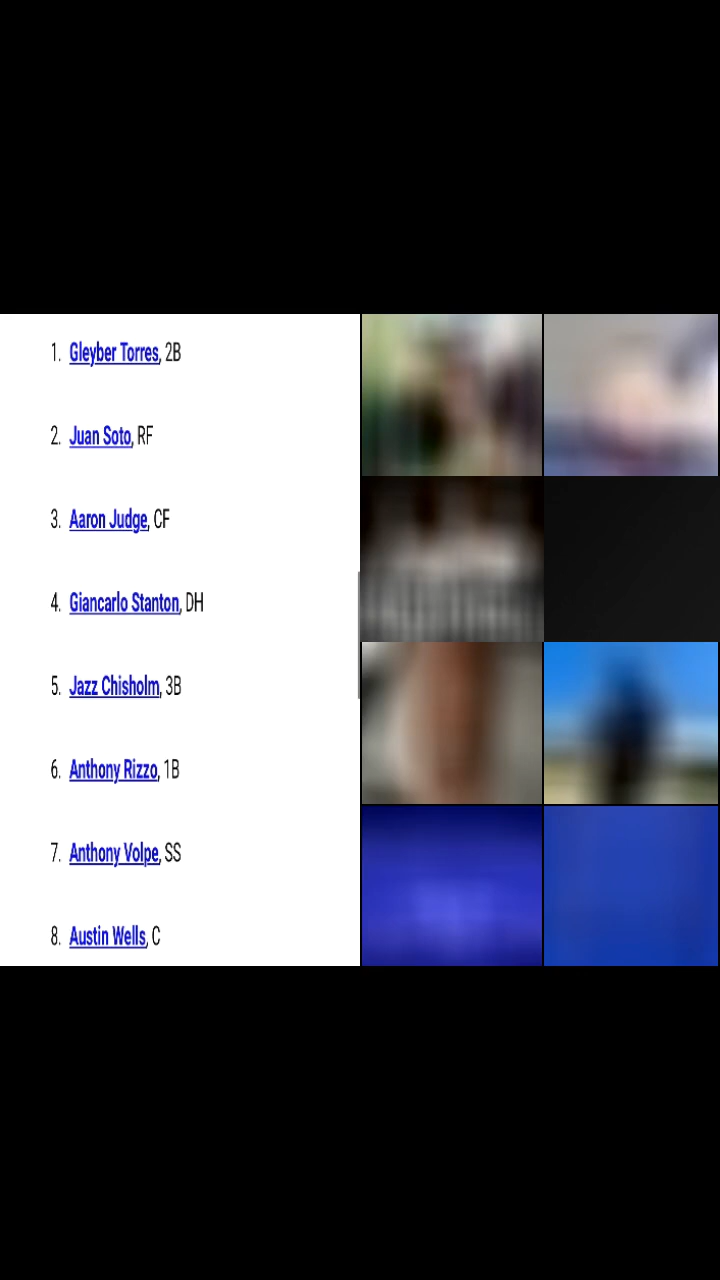 1. Gleyber Torres, 2B
2. Juan Soto, RF
3. Aaron Judge, CF
4. Giancarlo Stanton, DH
5. Jazz Chisholm, 3B
6. Anthony Rizzo, 1B
7. Anthony Volpe, SS
8. Austin Wells, C